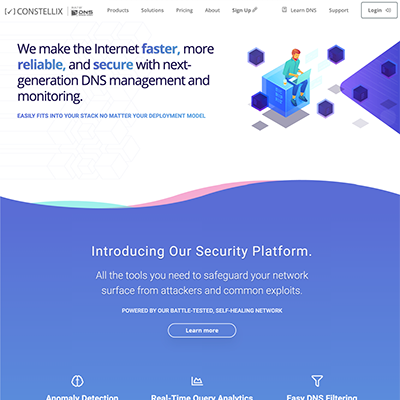 [✓] CONSTELLIX DNS
Products Solutions Pricing About Sign Up Learn DNS Support Login
We make the Internet faster, more
reliable, and secure with next-
generation DNS management and
monitoring.
EASILY FITS INTO YOUR STACK NO MATTER YOUR DEPLOYMENT MODEL
Introducing Our Security Platform.
All the tools you need to safeguard your network
surface from attackers and common exploits.
POWERED BY OUR BATTLE-TESTED, SELF-HEALING NETWORK
Learn more
Anomaly Detection Real-Time Query Analytics Easy DNS Filtering